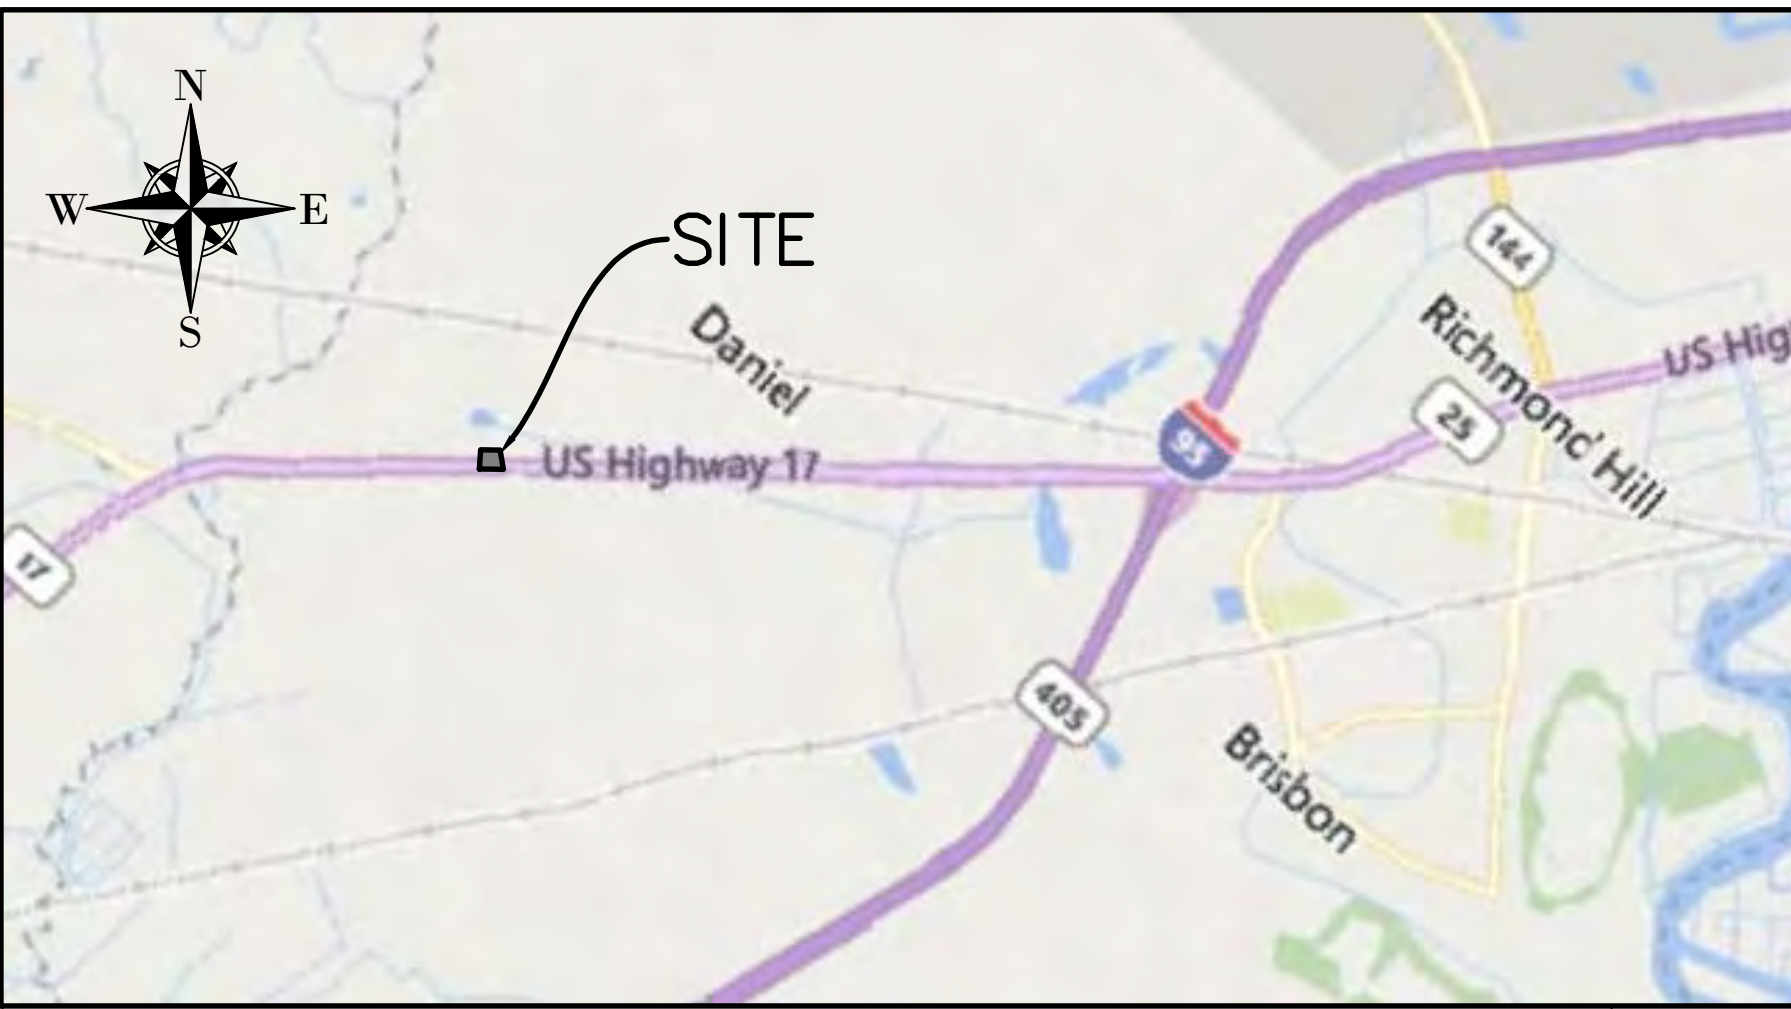 N
W
E
S
SITE
Daniel
144
Richmond Hill
US Hig
25
95
US Highway 17
17
405
Brisbon